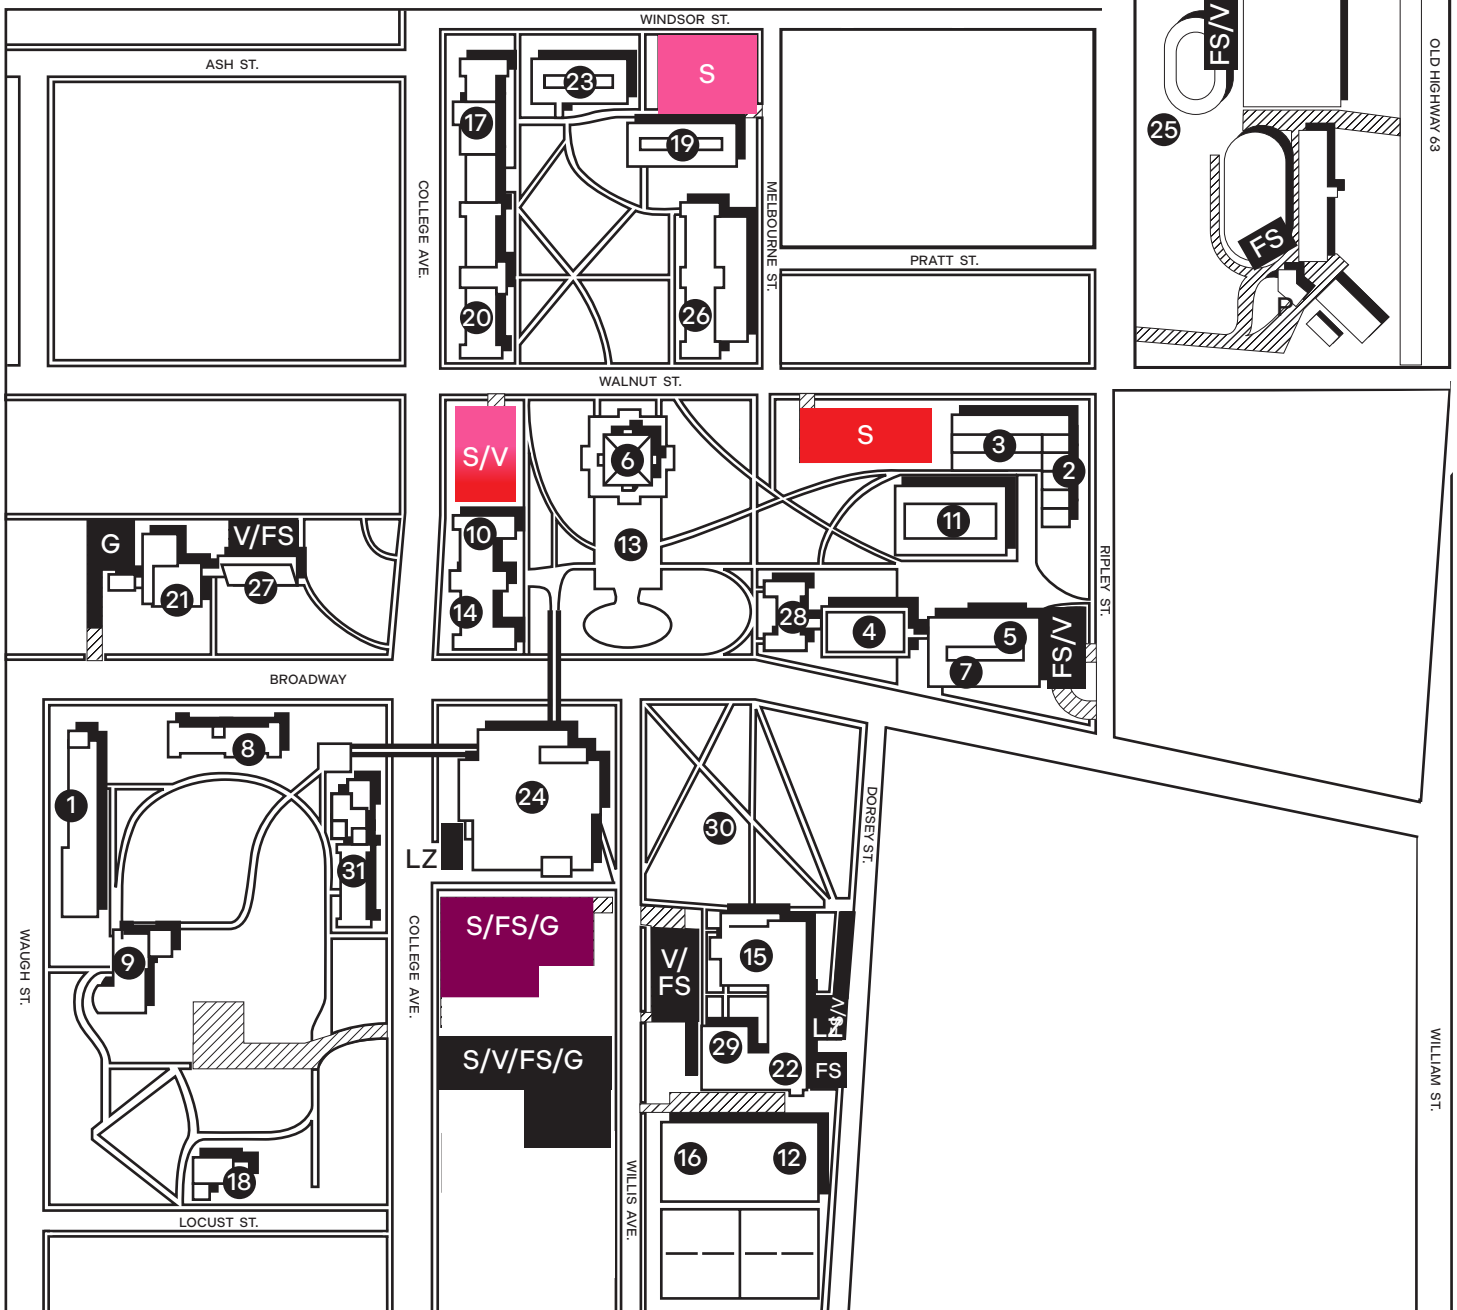 WINDSOR ST.
ASH ST.
S
FS/V
OLD HIGHWAY 63
23
17
19
25
COLLEGE AVE.
MELBOURNE ST.
PRATT ST.
FS
P
20
26
WALNUT ST.
S/V
6
S
3
2
G
V/FS
10
13
11
21
27
14
28
4
5
7
FS/V
RIPLEY ST.
BROADWAY
8
1
24
30
DORSEY ST.
LZ
31
WAUGH ST.
9
COLLEGE AVE.
S/FS/G
V/
FS
15
V/S
LZ
S/V/FS/G
29
22
FS
WILLIAM ST.
18
WILLIS AVE.
16
12
LOCUST ST.